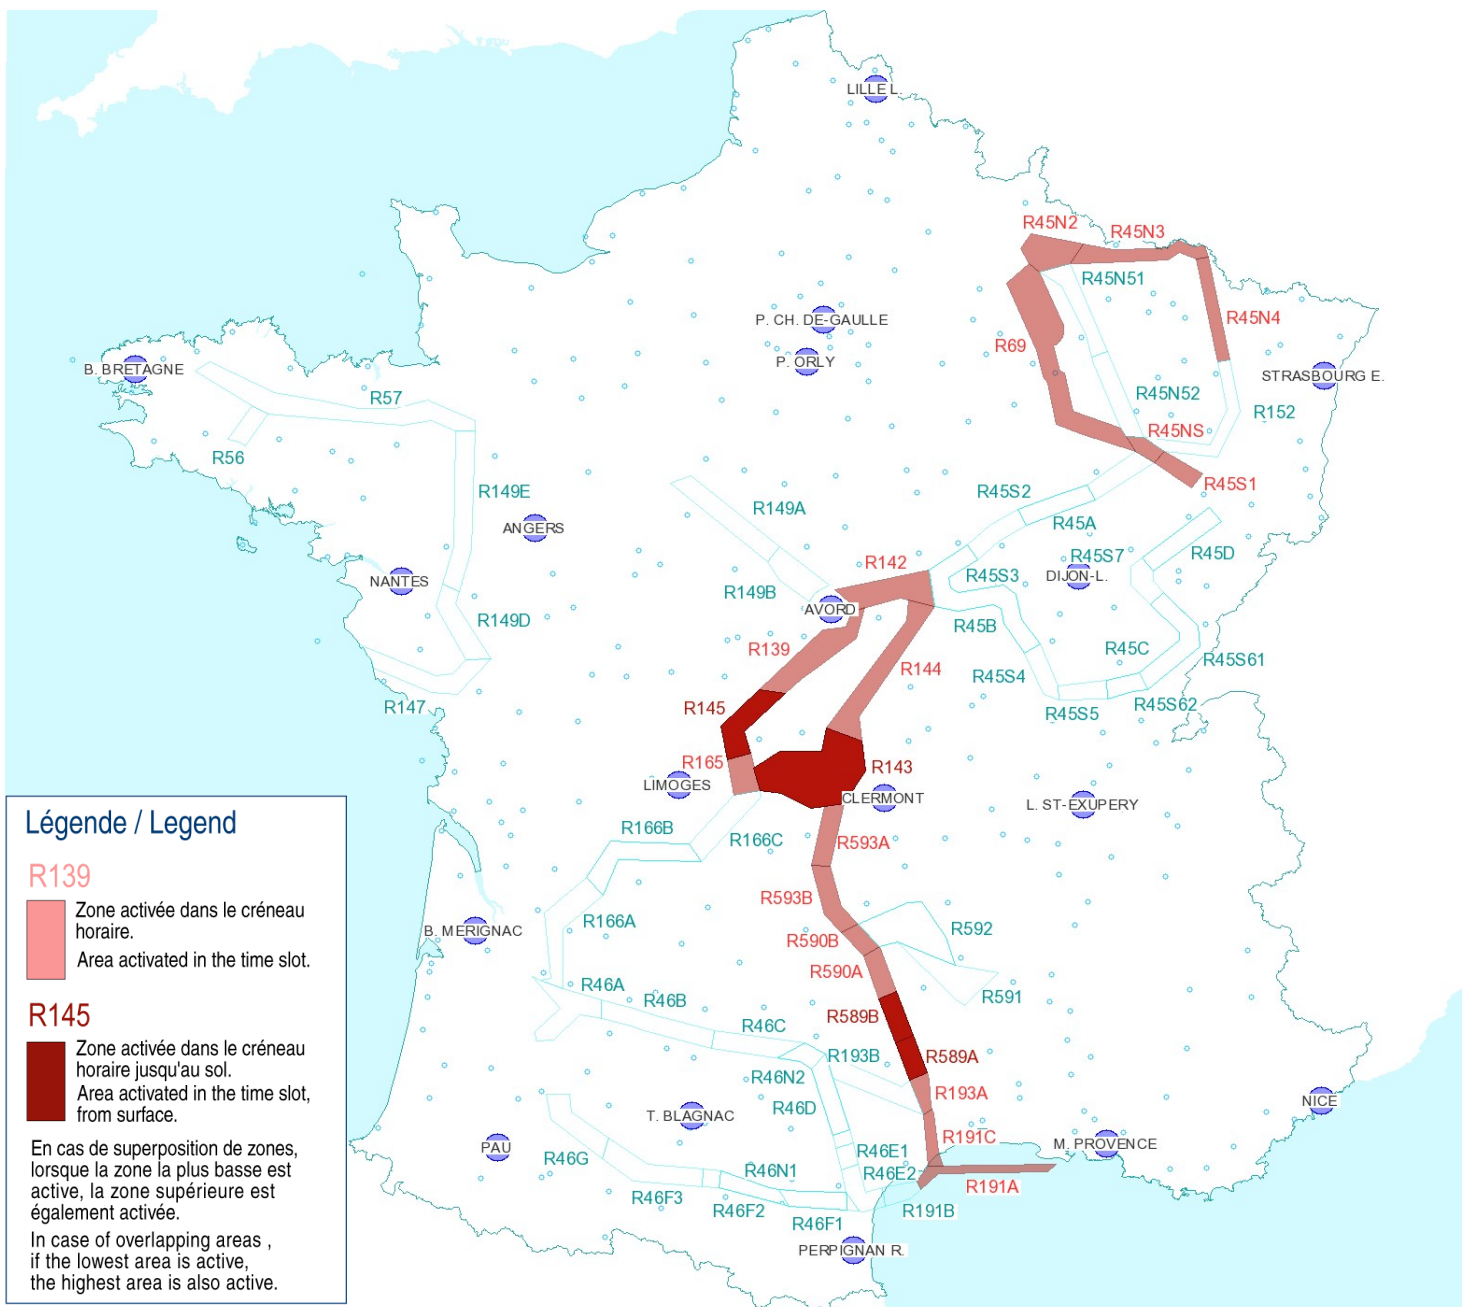 LILLE L.
R45N2
R45N3
R45N51
P. CH. DE-GAULLE
R45N4
R69
P. ORLY
B. BRETAGNE
STRASBOURG E.
R57
R45N52
R152
R45NS
R56
R45S1
R149E
R45S2
R149A
R45A
ANGERS
R45S7
R45D
R142
R45S3
DIJON-L.
NANTES
R149B
AVORD
R149D
R45B
R139
R45C
R45S61
R144
R45S4
R147
R145
R45S5
R45S62
R165
R143
LIMOGES
CLERMONT
L. ST-EXUPERY
R166B
R166C
R593A
R593B
R166A
R592
B. MERIGNAC
R590B
R590A
R46A
R591
R46B
R589B
R46C
R193B
R589A
R46N2
R193A
R46D
NICE
T. BLAGNAC
R191C
M. PROVENCE
PAU
R46E1
R46G
R46N1
R46E2
R191A
R46F3
R46F2
R191B
R46F1
PERPIGNAN R.
Légende / Legend
R139
Zone activée dans le créneau
horaire.
Area activated in the time slot.
R145
Zone activée dans le créneau
horaire jusqu'au sol.
Area activated in the time slot,
from surface.
En cas de superposition de zones,
lorsque la zone la plus basse est
active, la zone supérieure est
également activée.
In case of overlapping areas ,
if the lowest area is active,
the highest area is also active.